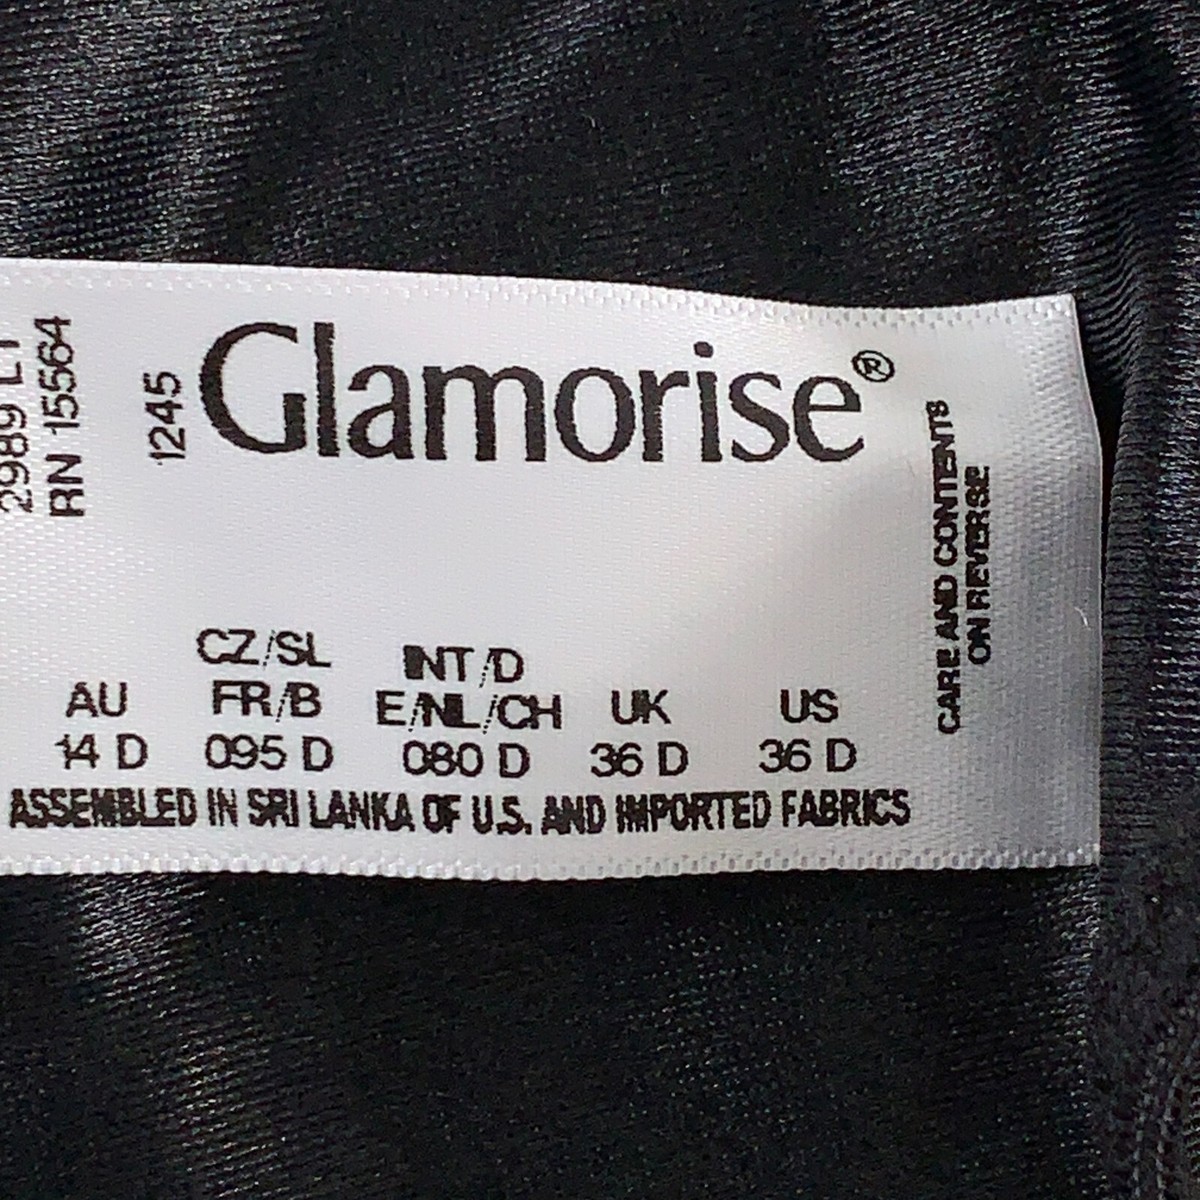 2989 LT
RN 15564
1245
Glamorise®
CARE AND CONTENTS
ON REVERSE
CZ/SL INT/D
AU FR/B E/NL/CH UK US
14 D 095 D 080 D 36 D 36 D
ASSEMBLED IN SRI LANKA OF U.S. AND IMPORTED FABRICS